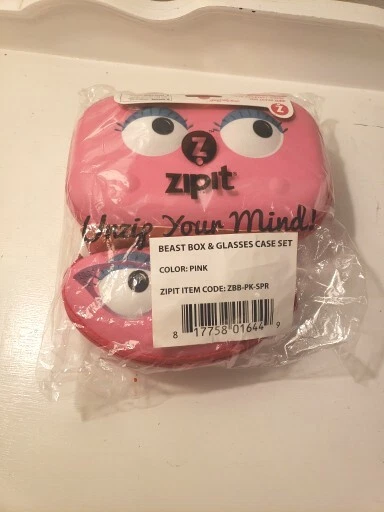 Z
Z
zipit
Unzip Your Mind!
BEAST BOX & GLASSES CASE SET
COLOR: PINK
ZIPIT ITEM CODE: ZBB-PK-SPR
8 17758 01644 9